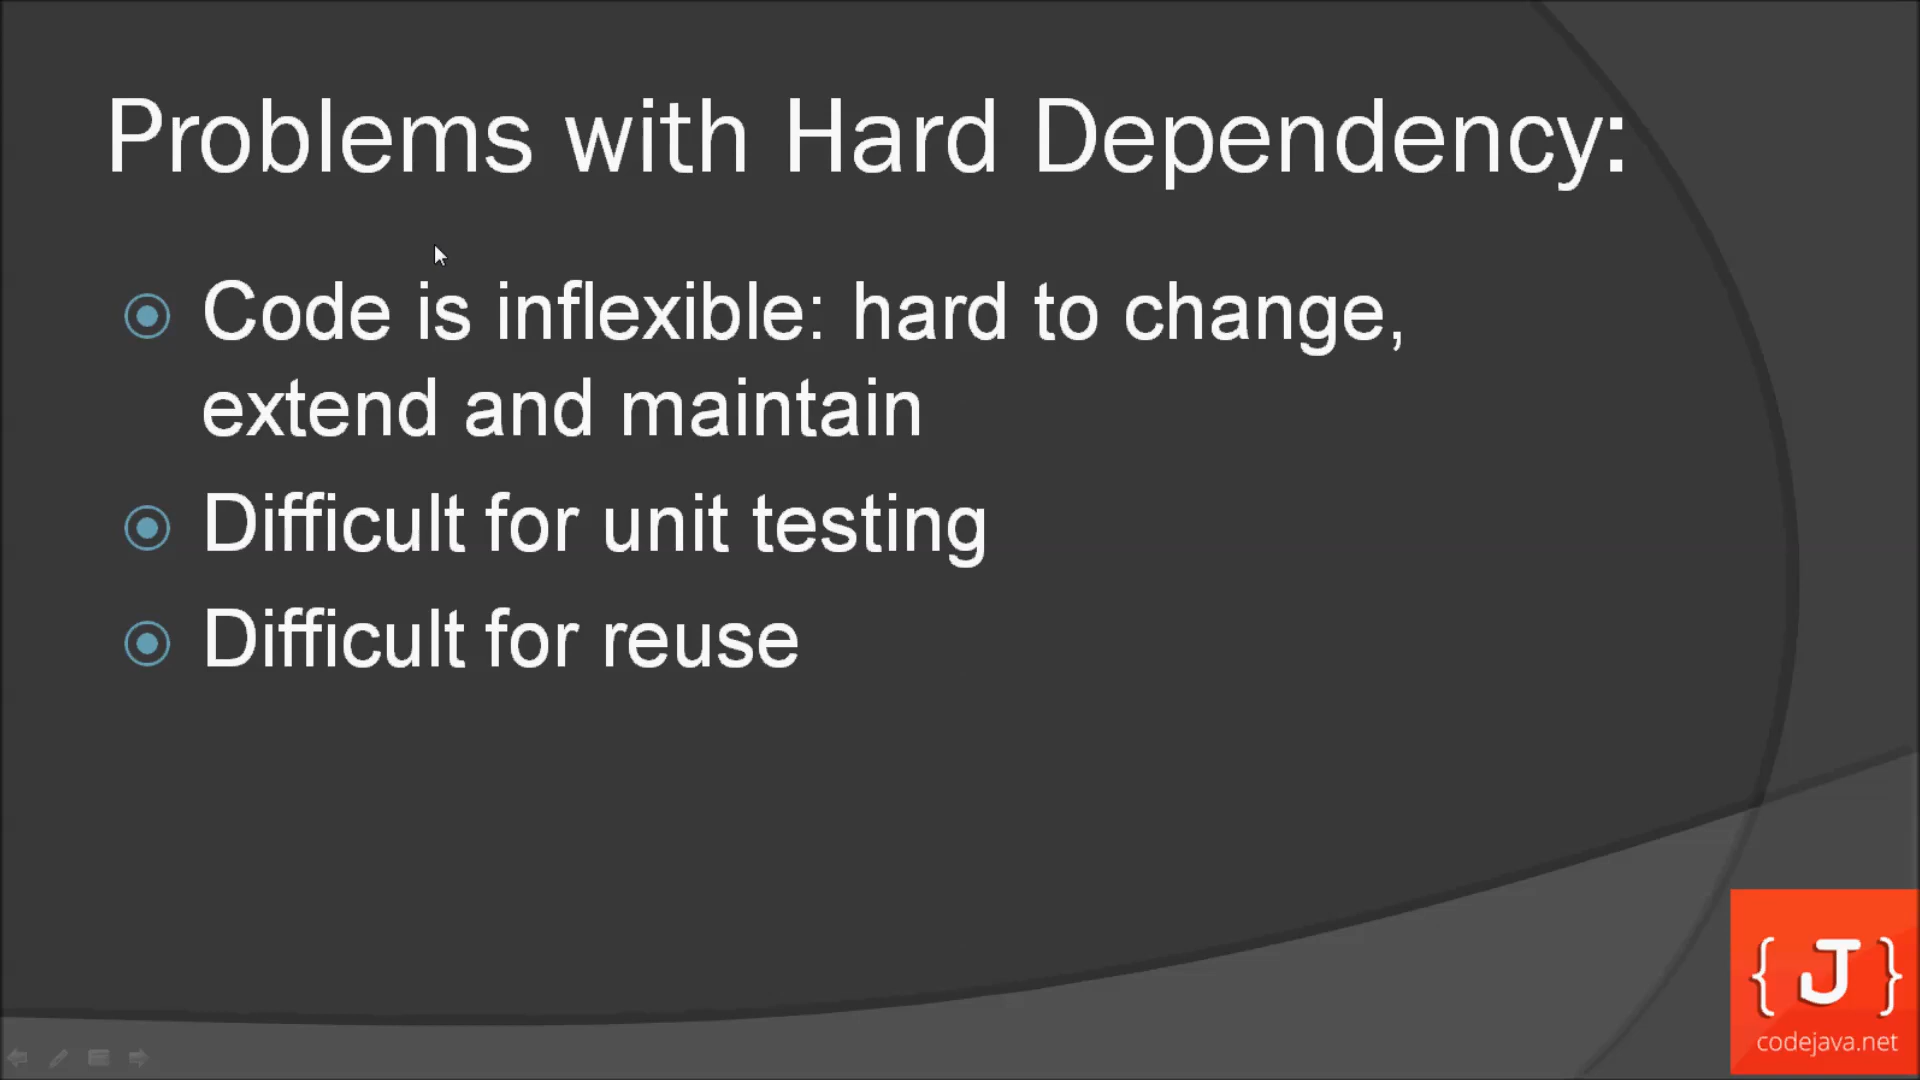 Problems with Hard Dependency:
Code is inflexible: hard to change,
extend and maintain
Difficult for unit testing
Difficult for reuse
{ J }
codejava.net